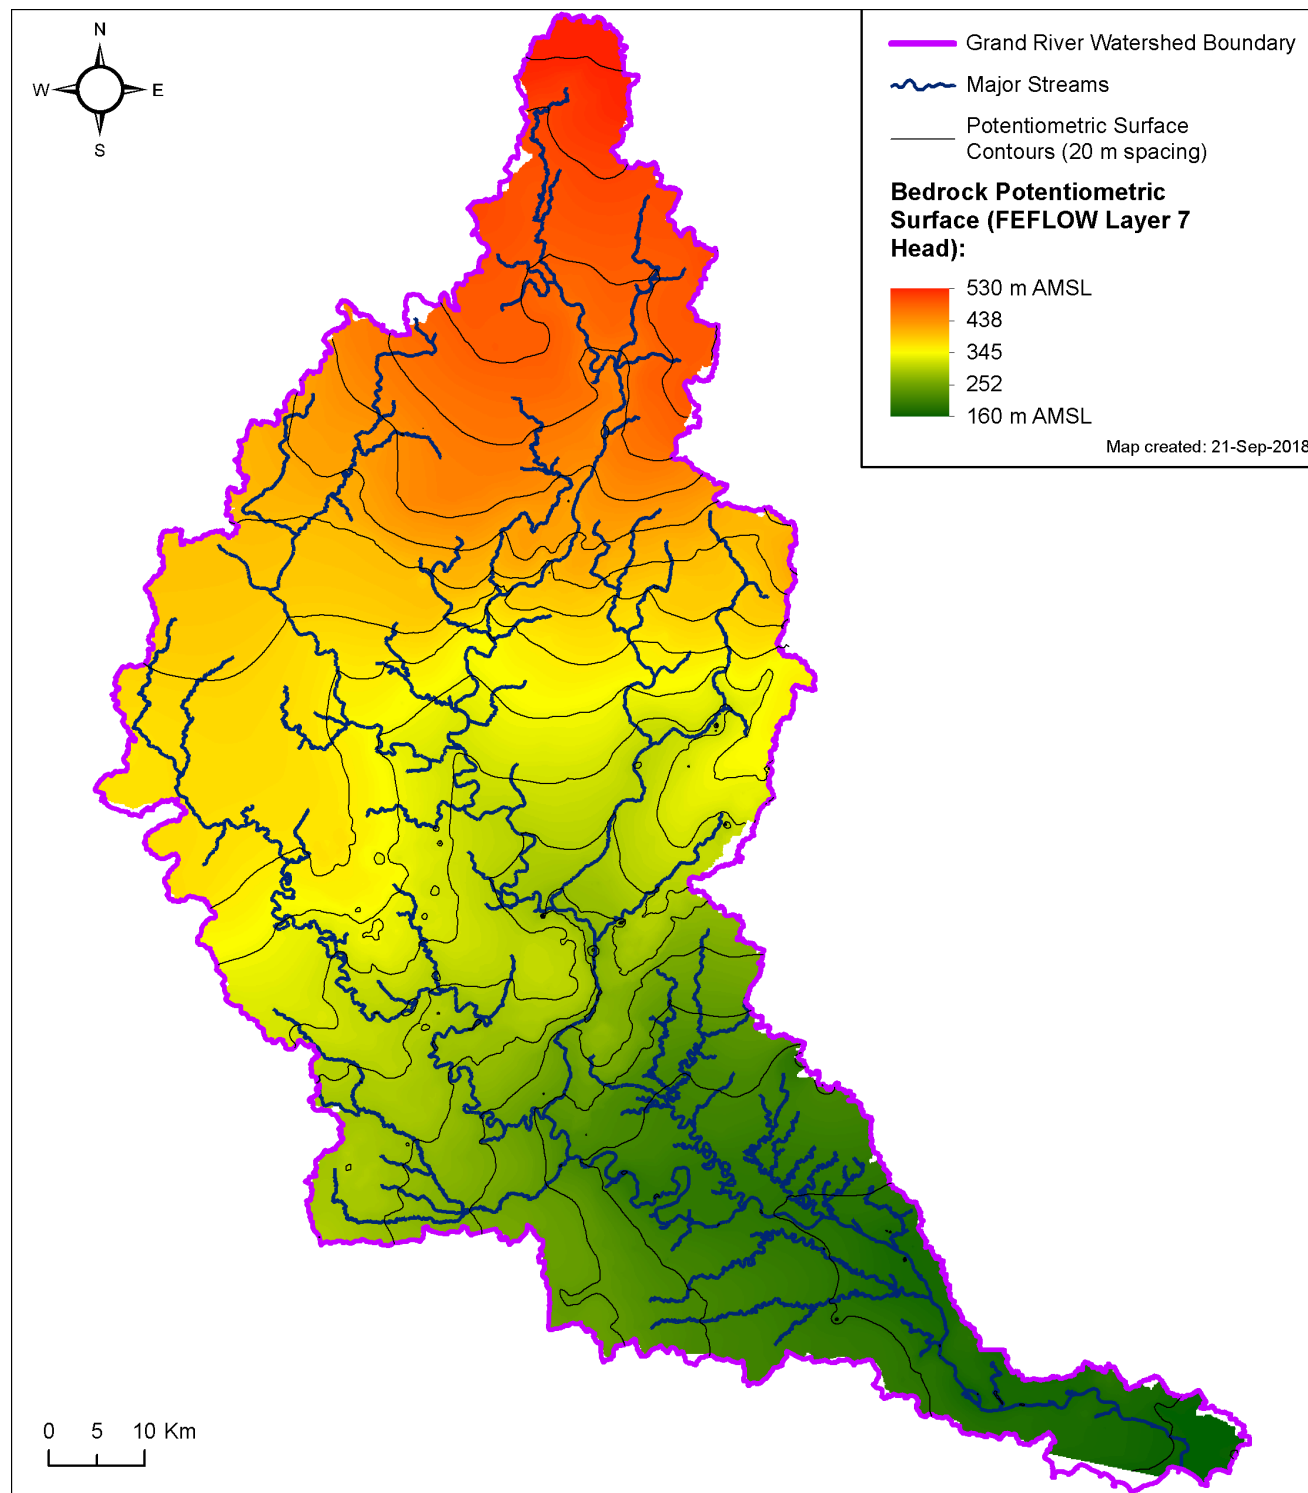 N
W E
S
Grand River Watershed Boundary
Major Streams
Potentiometric Surface
Contours (20 m spacing)
Bedrock Potentiometric
Surface (FEFLOW Layer 7
Head):
530 m AMSL
438
345
252
160 m AMSL
Map created: 21-Sep-2018
0 5 10 Km